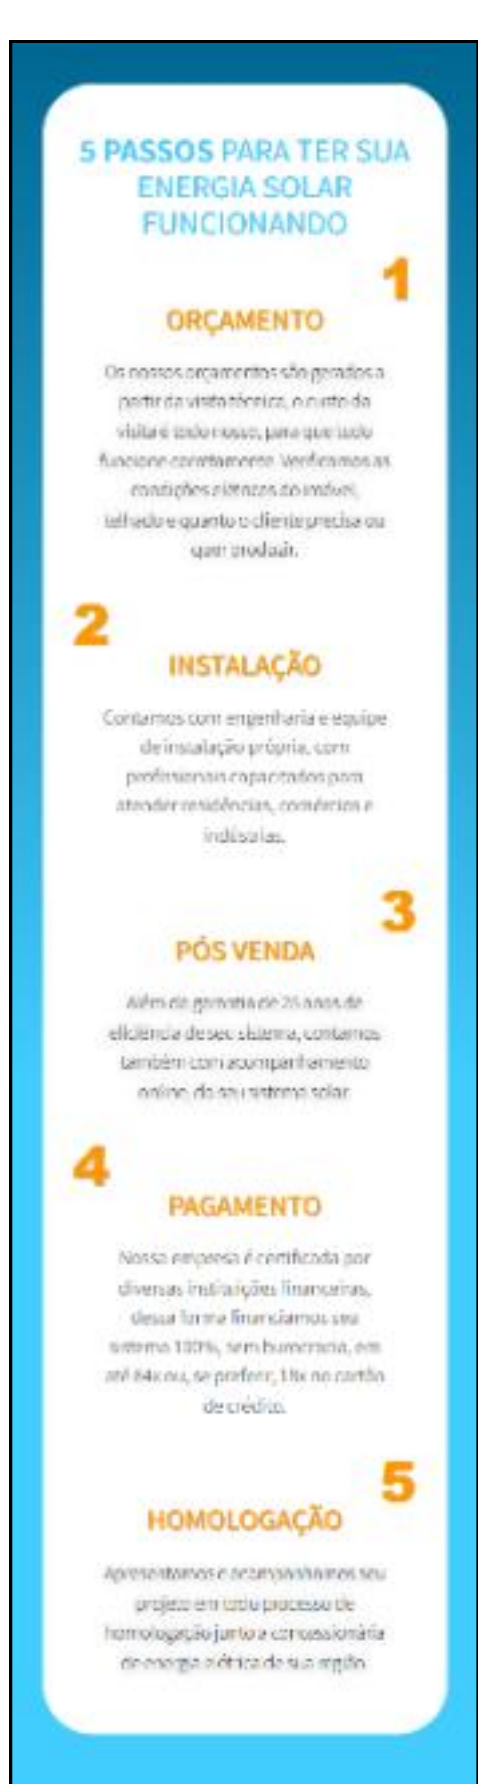 5 PASSOS PARA TER SUA
ENERGIA SOLAR
FUNCIONANDO
1
ORÇAMENTO
Os nossos orçamentos são gerados a
partir da visita técnica, o custo da
visita é todo nosso, para que tudo
funcione corretamente. Verificamos as
condições elétricas do imóvel,
telhado e quanto o cliente precisa ou
quer produzir.
2
INSTALAÇÃO
Contamos com engenharia e equipe
de instalação própria, com
profissionais capacitados para
atender residências, comércios e
indústrias.
3
PÓS VENDA
Além da garantia de 25 anos de
eficiência de seu sistema, contamos
também com acompanhamento
online, do seu sistema solar.
4
PAGAMENTO
Nossa empresa é certificada por
diversas instituições financeiras,
dessa forma financiamos seu
sistema 100%, sem burocracia, em
até 84x ou, se preferir, 18x no cartão
de crédito.
5
HOMOLOGAÇÃO
Apresentamos e acompanhamos seu
projeto em todo processo de
homologação junto a concessionária
de energia elétrica de sua região.